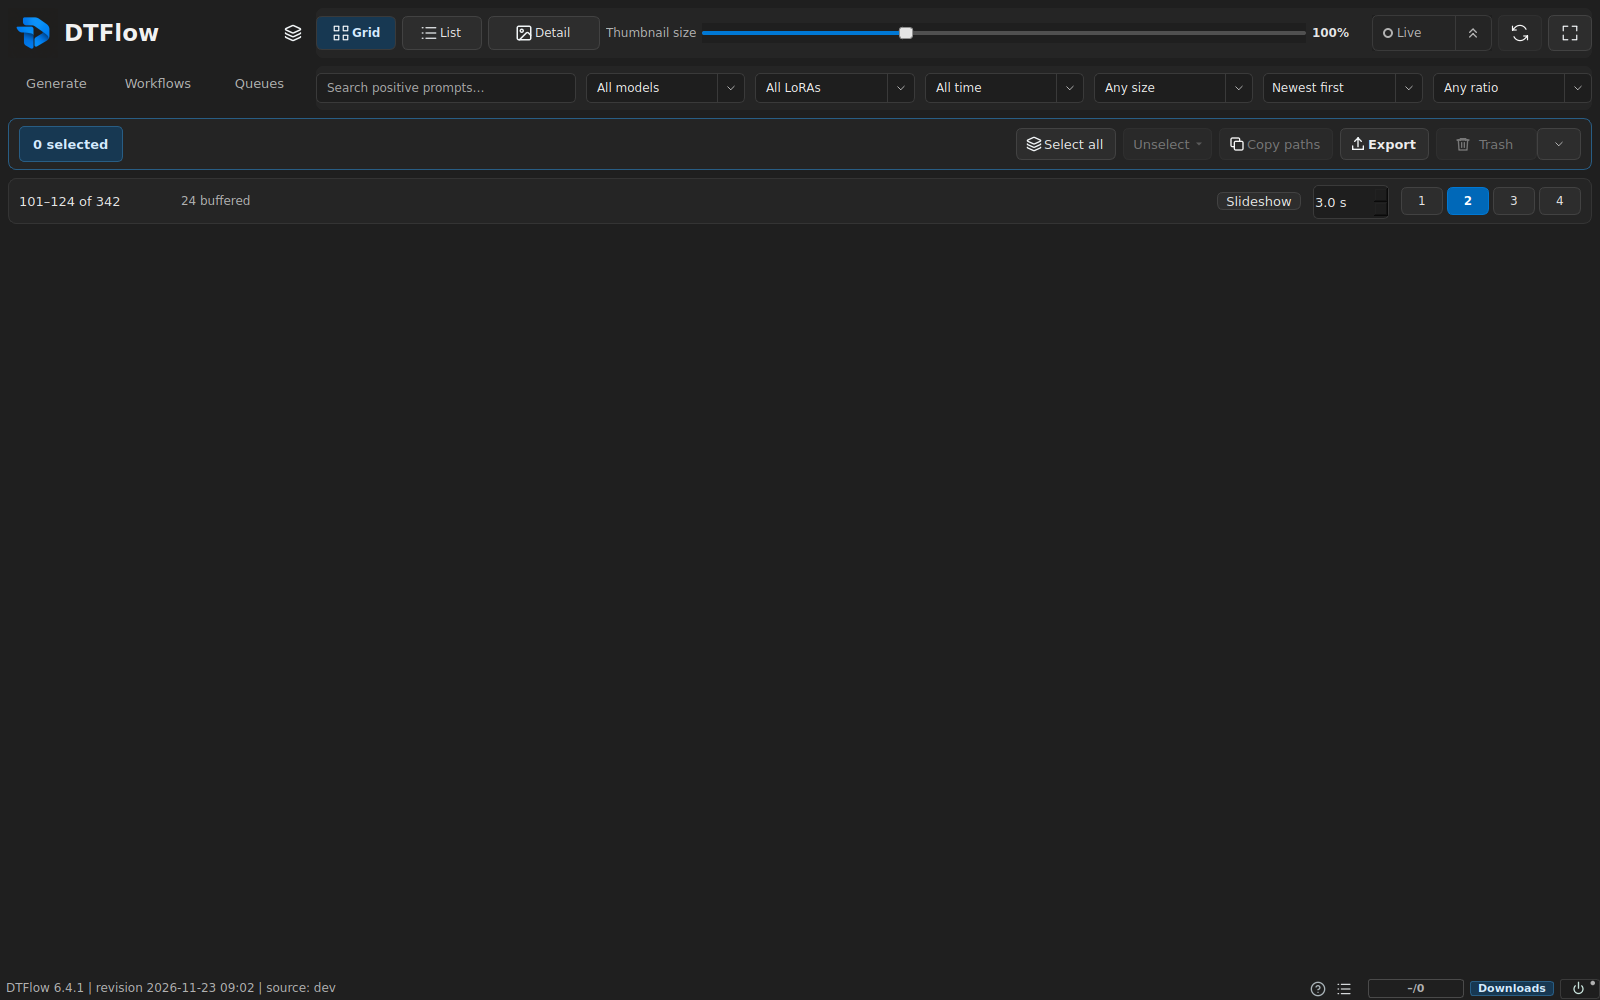 DTFlow
Grid
List
Detail
Thumbnail size
100%
Live
Generate
Workflows
Queues
Search positive prompts...
All models
All LoRAs
All time
Any size
Newest first
Any ratio
0 selected
Select all
Unselect
Copy paths
Export
Trash
101–124 of 342
24 buffered
Slideshow
3.0 s
1
2
3
4
DTFlow 6.4.1 | revision 2026-11-23 09:02 | source: dev
–/0
Downloads